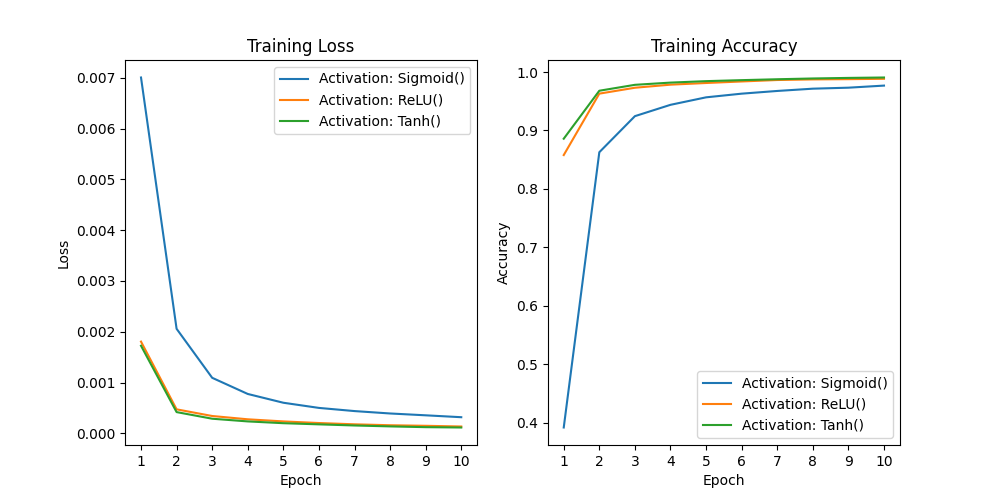 Training Loss
Loss
0.007
0.006
0.005
0.004
0.003
0.002
0.001
0.000
Activation: Sigmoid()
Activation: ReLU()
Activation: Tanh()
1 2 3 4 5 6 7 8 9 10
Epoch
Training Accuracy
Accuracy
1.0
0.9
0.8
0.7
0.6
0.5
0.4
Activation: Sigmoid()
Activation: ReLU()
Activation: Tanh()
1 2 3 4 5 6 7 8 9 10
Epoch